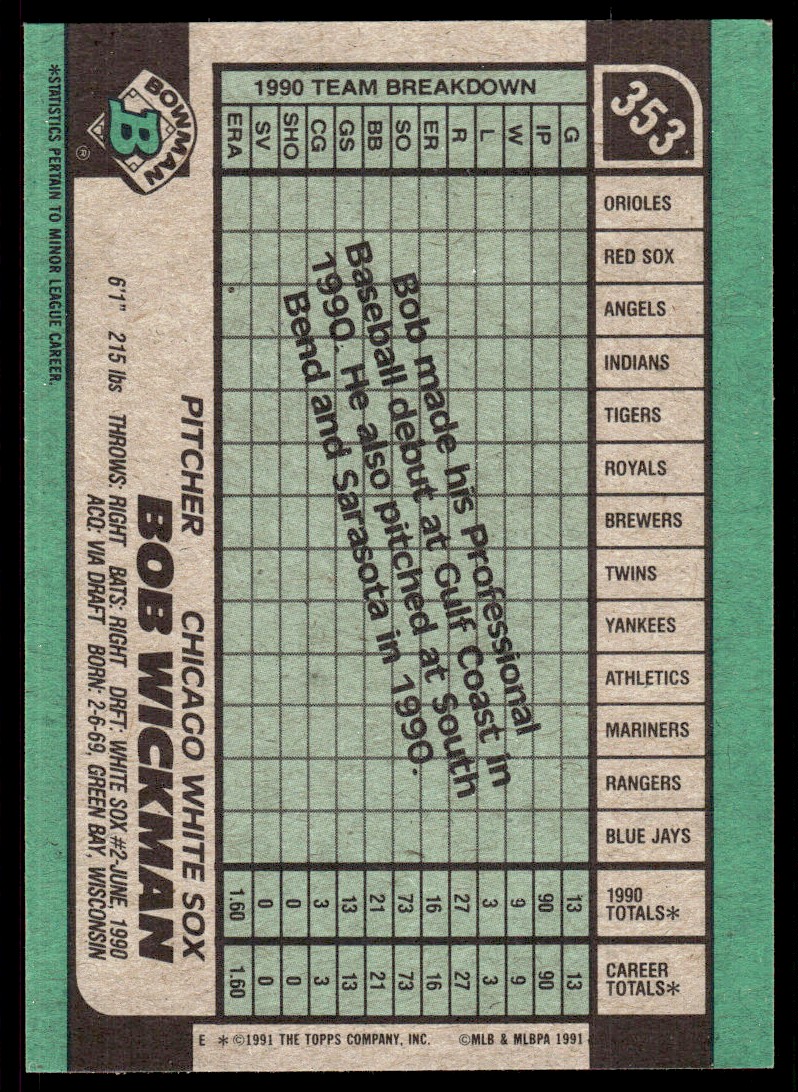 353
1990 TEAM BREAKDOWN
G
IP
W
L
R
ER
SO
BB
GS
CG
SHO
SV
ERA
ORIOLES
RED SOX
ANGELS
INDIANS
TIGERS
ROYALS
BREWERS
TWINS
YANKEES
ATHLETICS
MARINERS
RANGERS
BLUE JAYS
1990
TOTALS*
13 90 9 3 27 16 73 21 13 3 0 0 1.60
CAREER
TOTALS*
13 90 9 3 27 16 73 21 13 3 0 0 1.60
Bob made his Professional
Baseball debut at Gulf Coast in
1990. He also pitched at South
Bend and Sarasota in 1990.
BOWMAN
B
®
PITCHER CHICAGO WHITE SOX
BOB WICKMAN
6'1" 215 lbs THROWS: RIGHT BATS: RIGHT DRFT: WHITE SOX #2-JUNE, 1990
ACQ: VIA DRAFT BORN: 2-6-69, GREEN BAY, WISCONSIN
*STATISTICS PERTAIN TO MINOR LEAGUE CAREER.
E *©1991 THE TOPPS COMPANY, INC. ©MLB & MLBPA 1991